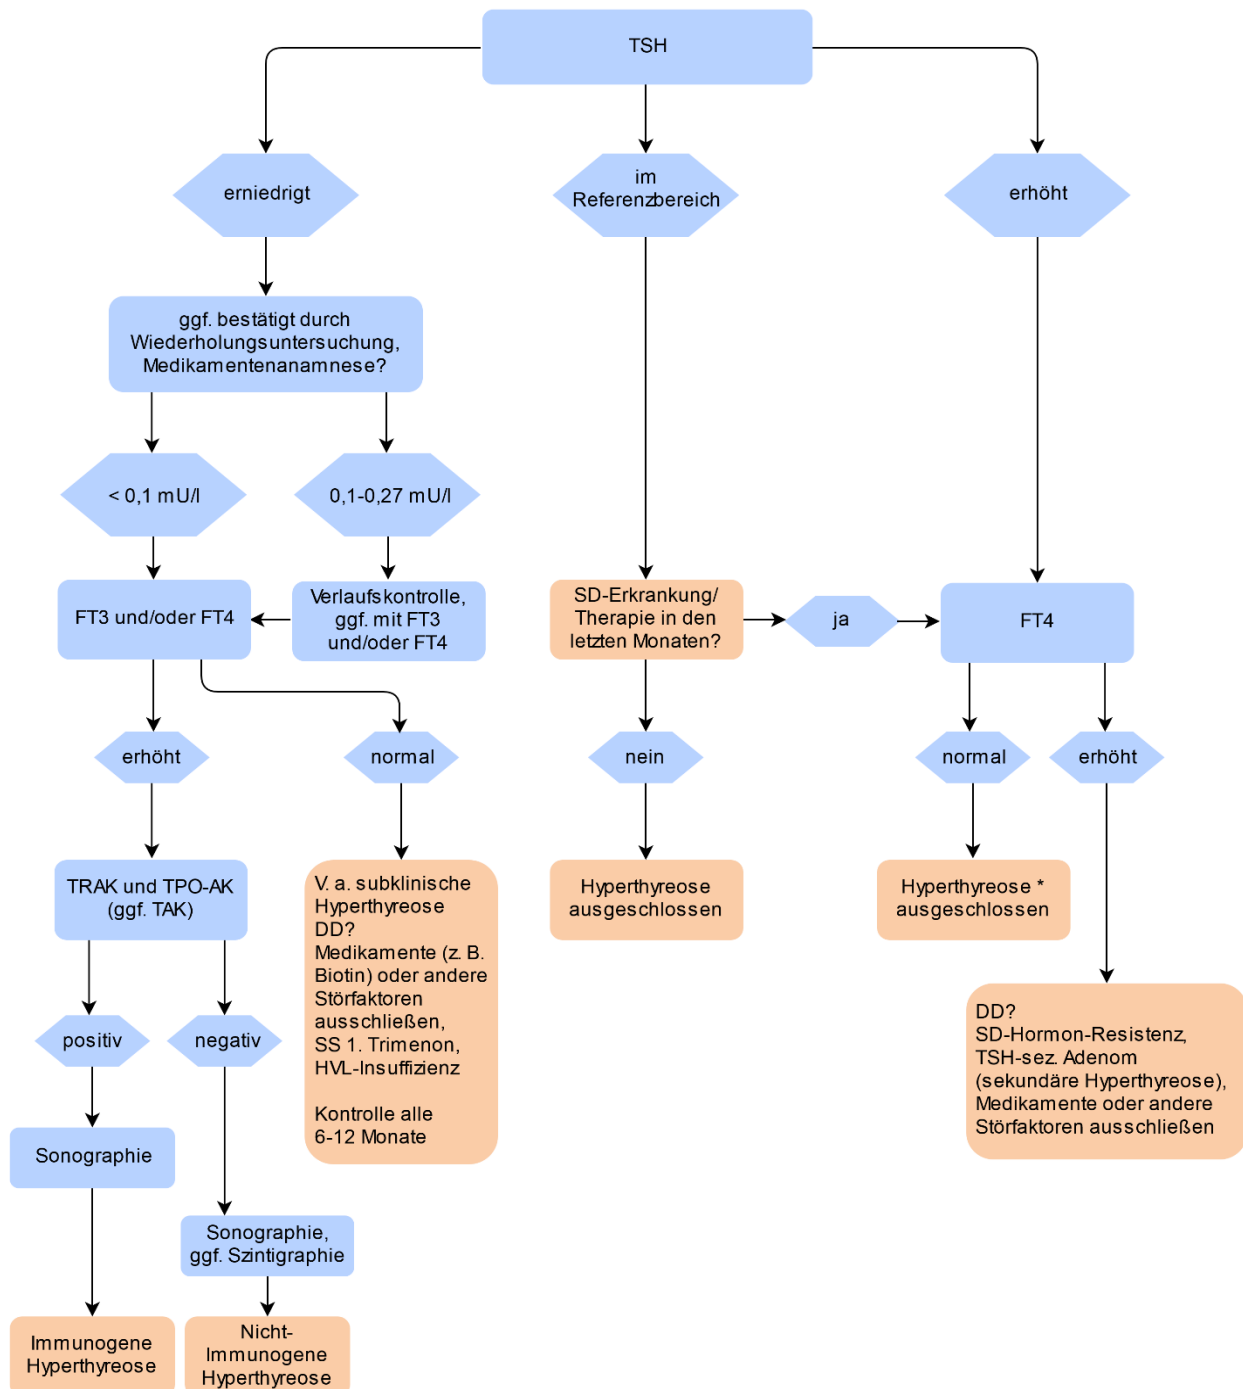 TSH
erniedrigt
im
Referenzbereich
erhöht
ggf. bestätigt durch
Wiederholungsuntersuchung,
Medikamentenanamnese?
< 0,1 mU/l
0,1-0,27 mU/l
FT3 und/oder FT4
Verlaufskontrolle,
ggf. mit FT3
und/oder FT4
SD-Erkrankung/
Therapie in den
letzten Monaten?
ja
FT4
erhöht
normal
nein
normal
erhöht
TRAK und TPO-AK
(ggf. TAK)
V. a. subklinische
Hyperthyreose
DD?
Medikamente (z. B.
Biotin) oder andere
Störfaktoren
ausschließen,
SS 1. Trimenon,
HVL-Insuffizienz
Kontrolle alle
6-12 Monate
Hyperthyreose
ausgeschlossen
Hyperthyreose *
ausgeschlossen
DD?
SD-Hormon-Resistenz,
TSH-sez. Adenom
(sekundäre Hyperthyreose),
Medikamente oder andere
Störfaktoren ausschließen
positiv
negativ
Sonographie
Sonographie,
ggf. Szintigraphie
Immunogene
Hyperthyreose
Nicht-
Immunogene
Hyperthyreose